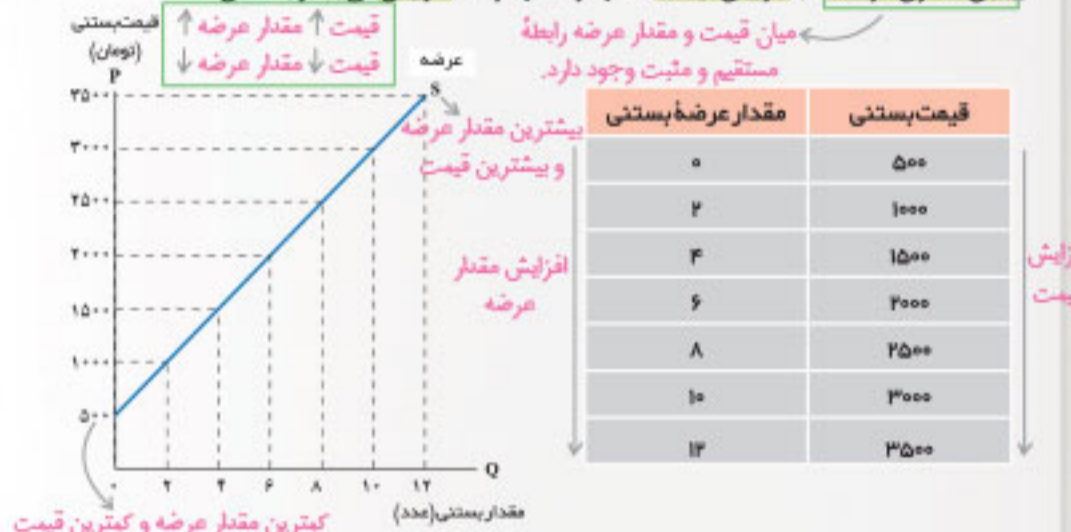 میان قیمت و مقدار عرضه رابطهٔ
مستقیم و مثبت وجود دارد.
قیمت ↑ مقدار عرضه ↑
قیمت ↓ مقدار عرضه ↓
قیمت‌بستنی
(تومان)
P
عرضه
S
بیشترین مقدار عرضه
و بیشترین قیمت
۳۵۰۰
۳۰۰۰
۲۵۰۰
۲۰۰۰
۱۵۰۰
۱۰۰۰
۵۰۰
۰ ۲ ۴ ۶ ۸ ۱۰ ۱۲
Q
مقدار بستنی(عدد)
کمترین مقدار عرضه و کمترین قیمت
قیمت‌بستنی مقدار عرضهٔ بستنی
۵۰۰ ۰
۱۰۰۰ ۲
۱۵۰۰ ۴
۲۰۰۰ ۶
۲۵۰۰ ۸
۳۰۰۰ ۱۰
۳۵۰۰ ۱۲
افزایش مقدار
عرضه